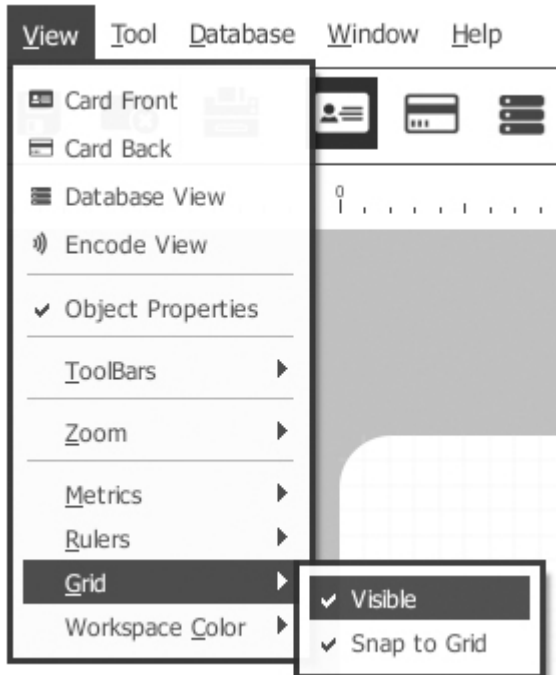 View Tool Database Window Help
Card Front
Card Back
Database View
0
Encode View
Object Properties
ToolBars
Zoom
Metrics
Rulers
Grid
Visible
Workspace Color
Snap to Grid